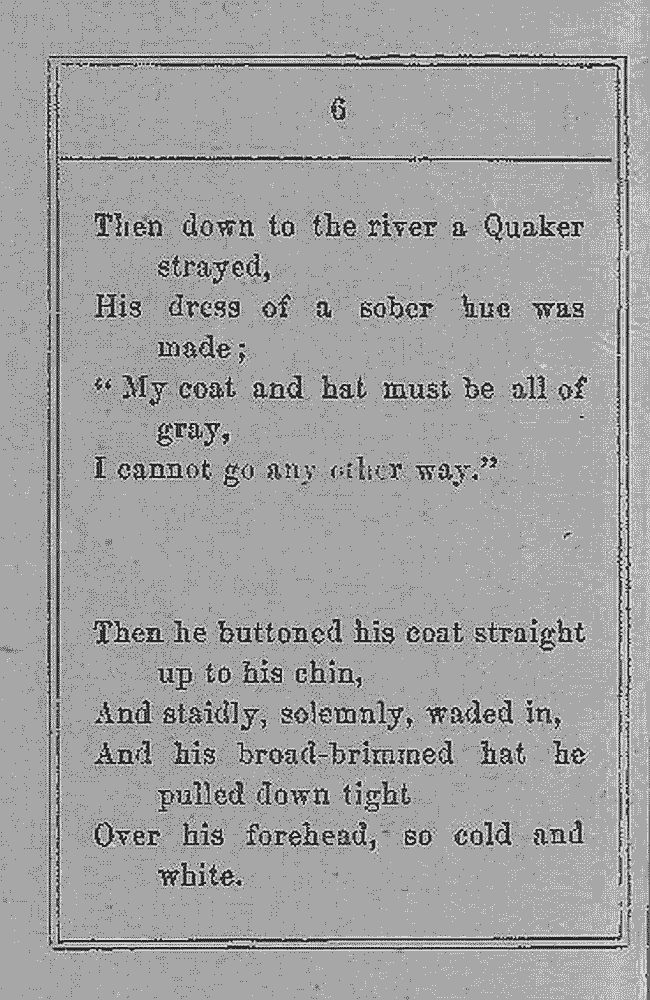 6
Then down to the river a Quaker
strayed,
His dress of a sober hue was
made;
“ My coat and hat must be all of
gray,
I cannot go any other way.”
Then he buttoned his coat straight
up to his chin,
And staidly, solemnly, waded in,
And his broad-brimmed hat he
pulled down tight
Over his forehead, so cold and
white.